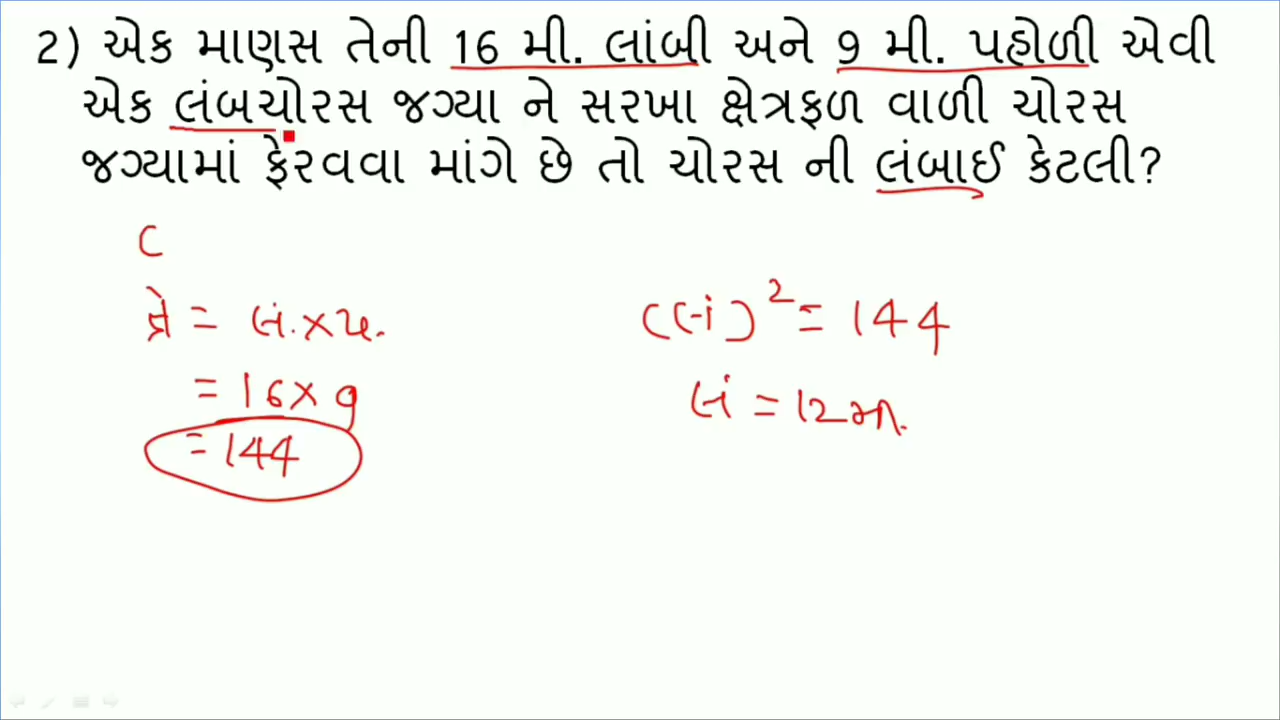 2) એક માણસ તેની 16 મી. લાંબી અને 9 મી. પહોળી એવી
એક લંબચોરસ જગ્યા ને સરખા ક્ષેત્રફળ વાળી ચોરસ
જગ્યામાં ફેરવવા માંગે છે તો ચોરસ ની લંબાઈ કેટલી?
C
ક્ષે = લં. × પ.
= 16 × 9
= 144
(લં)² = 144
લં = 12 મી.